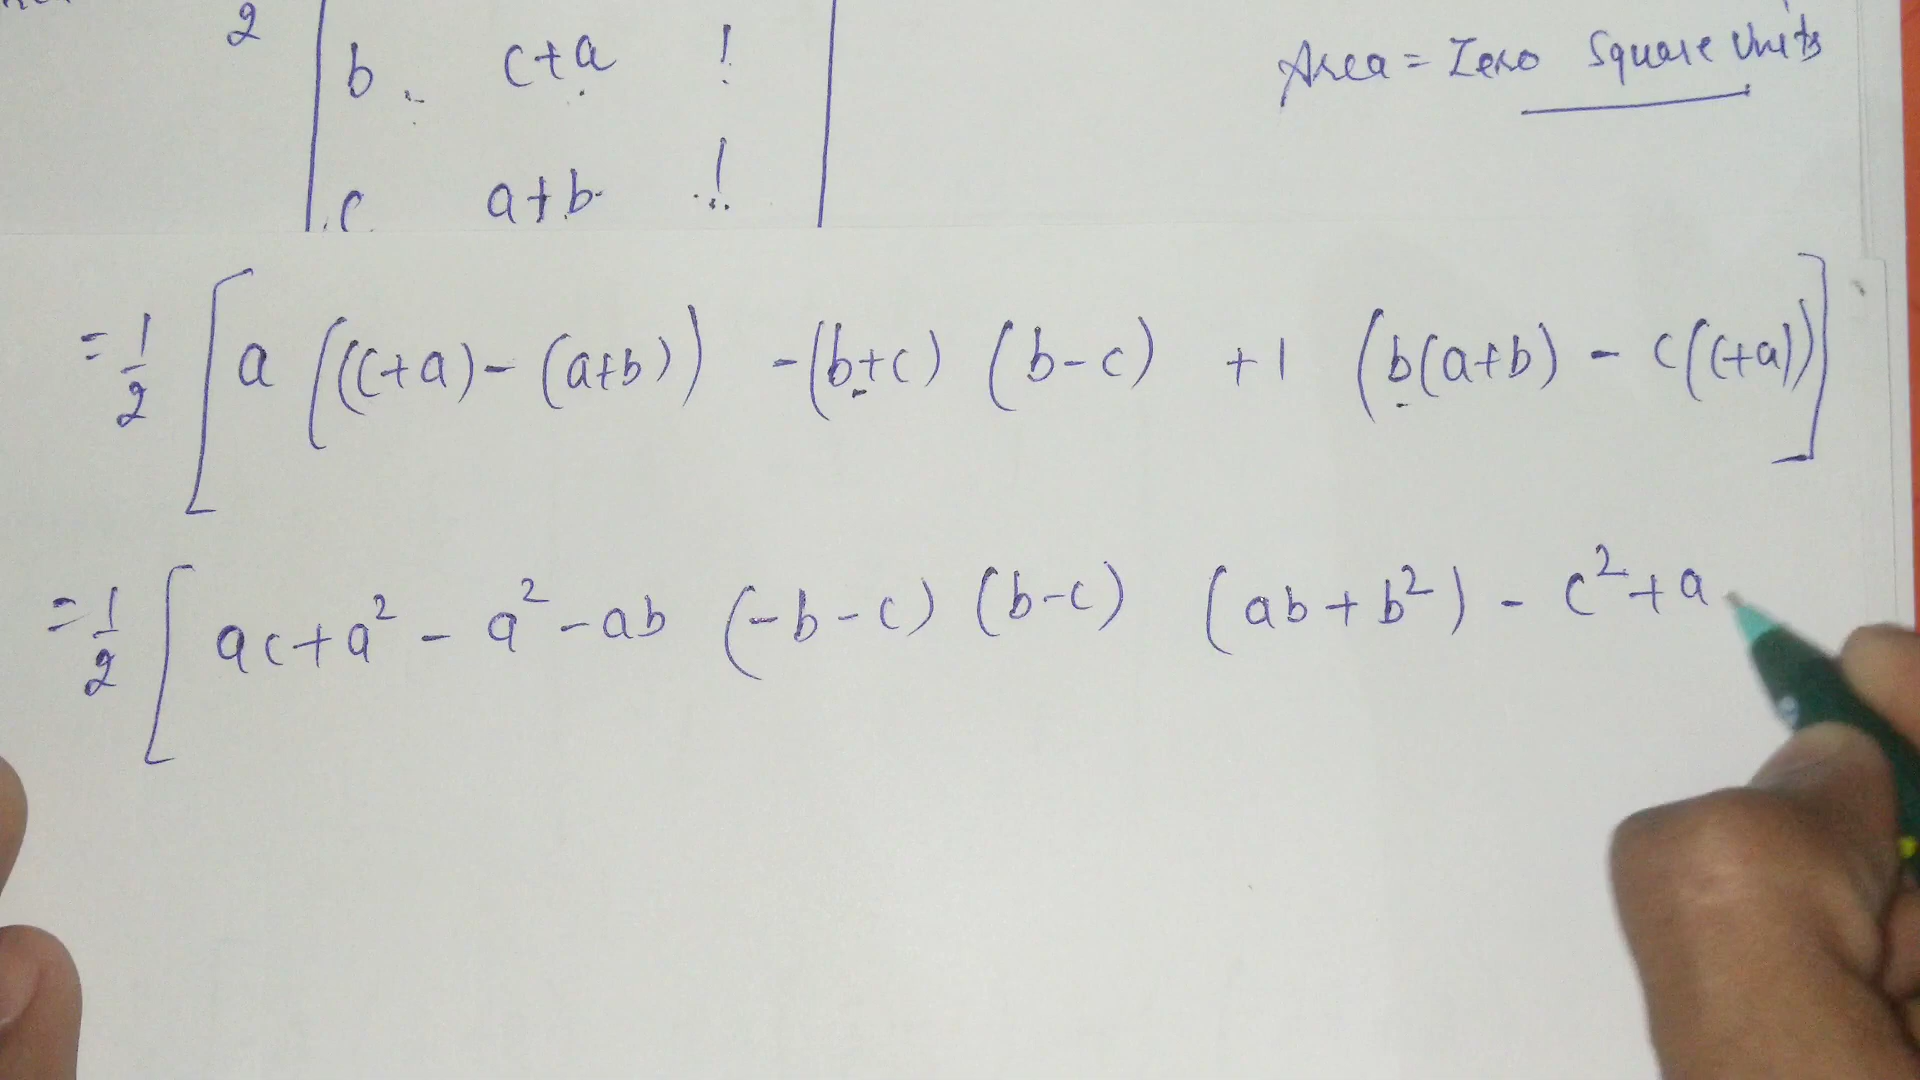 2 | b c+a 1 |
c a+b 1
Area = Zero Square Units
= 1/2 [ a ((c+a) - (a+b)) - (b+c) (b-c) + 1 (b(a+b) - c(c+a)) ]
= 1/2 [ ac + a² - a² - ab (-b-c) (b-c) (ab + b²) - c² + a